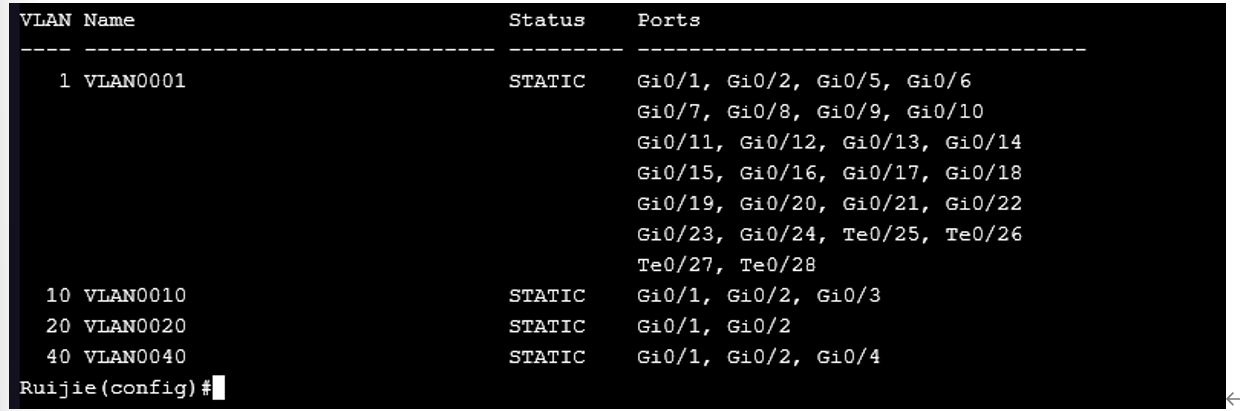 VLAN Name                             Status    Ports
---- -------------------------------- --------- -----------------------------------
   1 VLAN0001                         STATIC    Gi0/1, Gi0/2, Gi0/5, Gi0/6
                                                Gi0/7, Gi0/8, Gi0/9, Gi0/10
                                                Gi0/11, Gi0/12, Gi0/13, Gi0/14
                                                Gi0/15, Gi0/16, Gi0/17, Gi0/18
                                                Gi0/19, Gi0/20, Gi0/21, Gi0/22
                                                Gi0/23, Gi0/24, Te0/25, Te0/26
                                                Te0/27, Te0/28
  10 VLAN0010                         STATIC    Gi0/1, Gi0/2, Gi0/3
  20 VLAN0020                         STATIC    Gi0/1, Gi0/2
  40 VLAN0040                         STATIC    Gi0/1, Gi0/2, Gi0/4
Ruijie(config)#